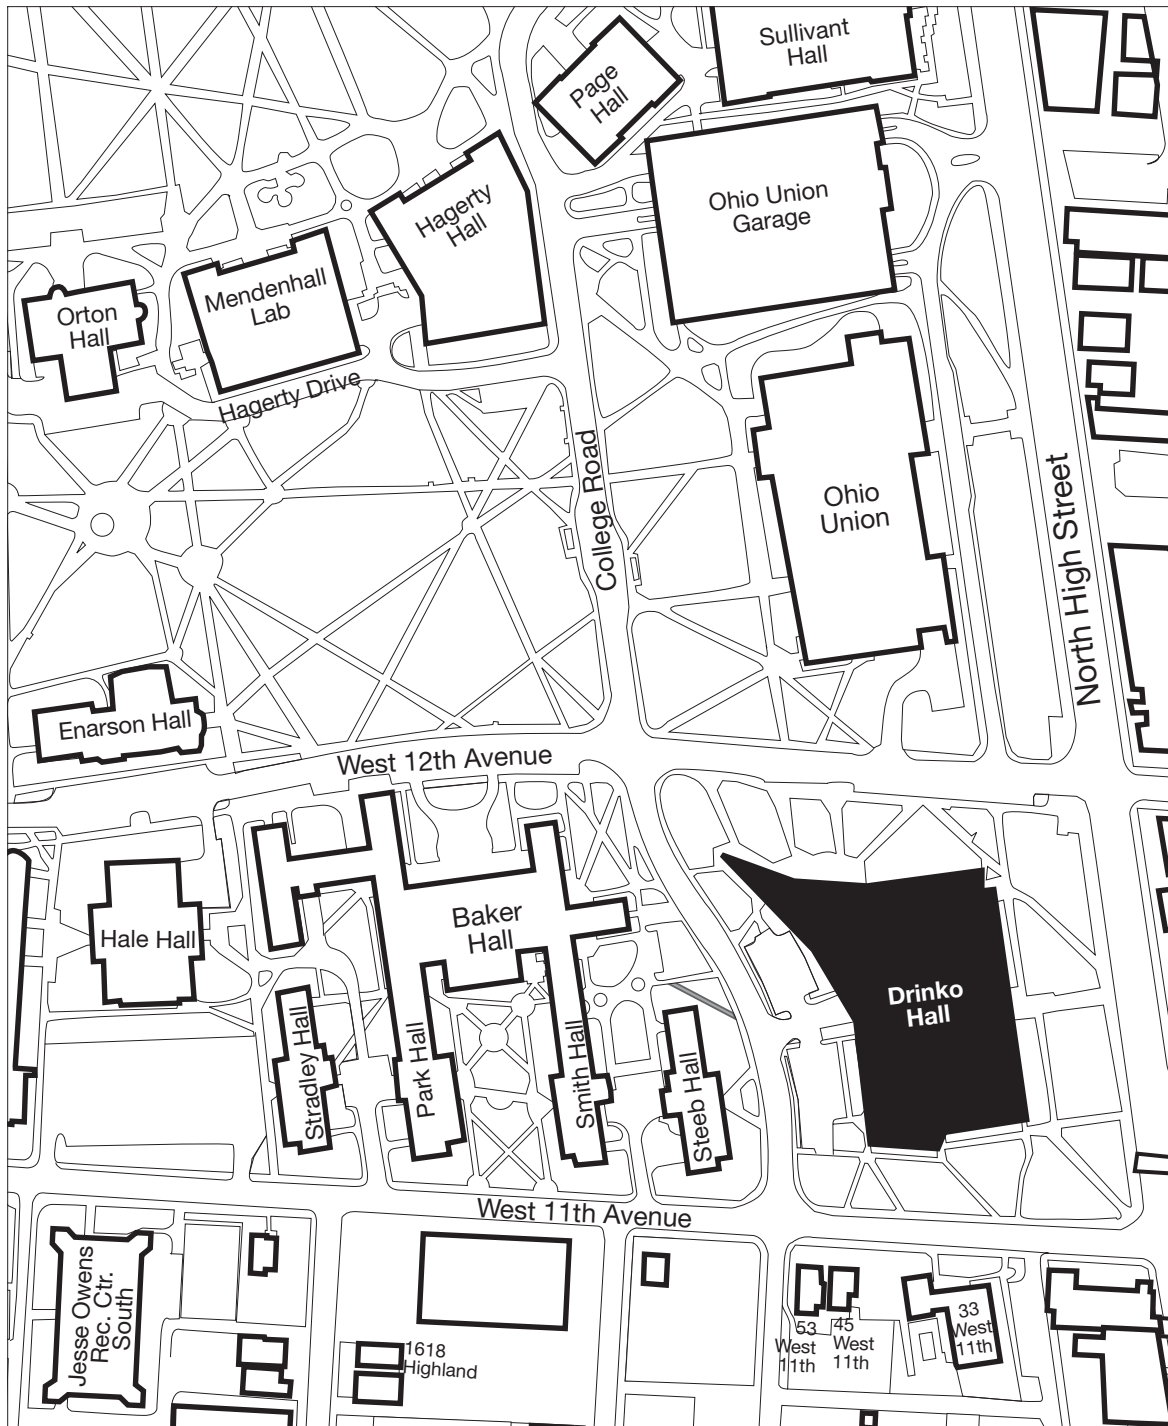 Sullivant
Hall
Page
Hall
Ohio Union
Garage
Hagerty
Hall
Mendenhall
Lab
Orton
Hall
Hagerty Drive
College Road
Ohio
Union
North High Street
Enarson Hall
West 12th Avenue
Baker
Hall
Hale Hall
Drinko
Hall
Stradley Hall
Park Hall
Smith Hall
Steeb Hall
West 11th Avenue
Jesse Owens
Rec. Ctr.
South
1618
Highland
53
West
11th
45
West
11th
33
West
11th